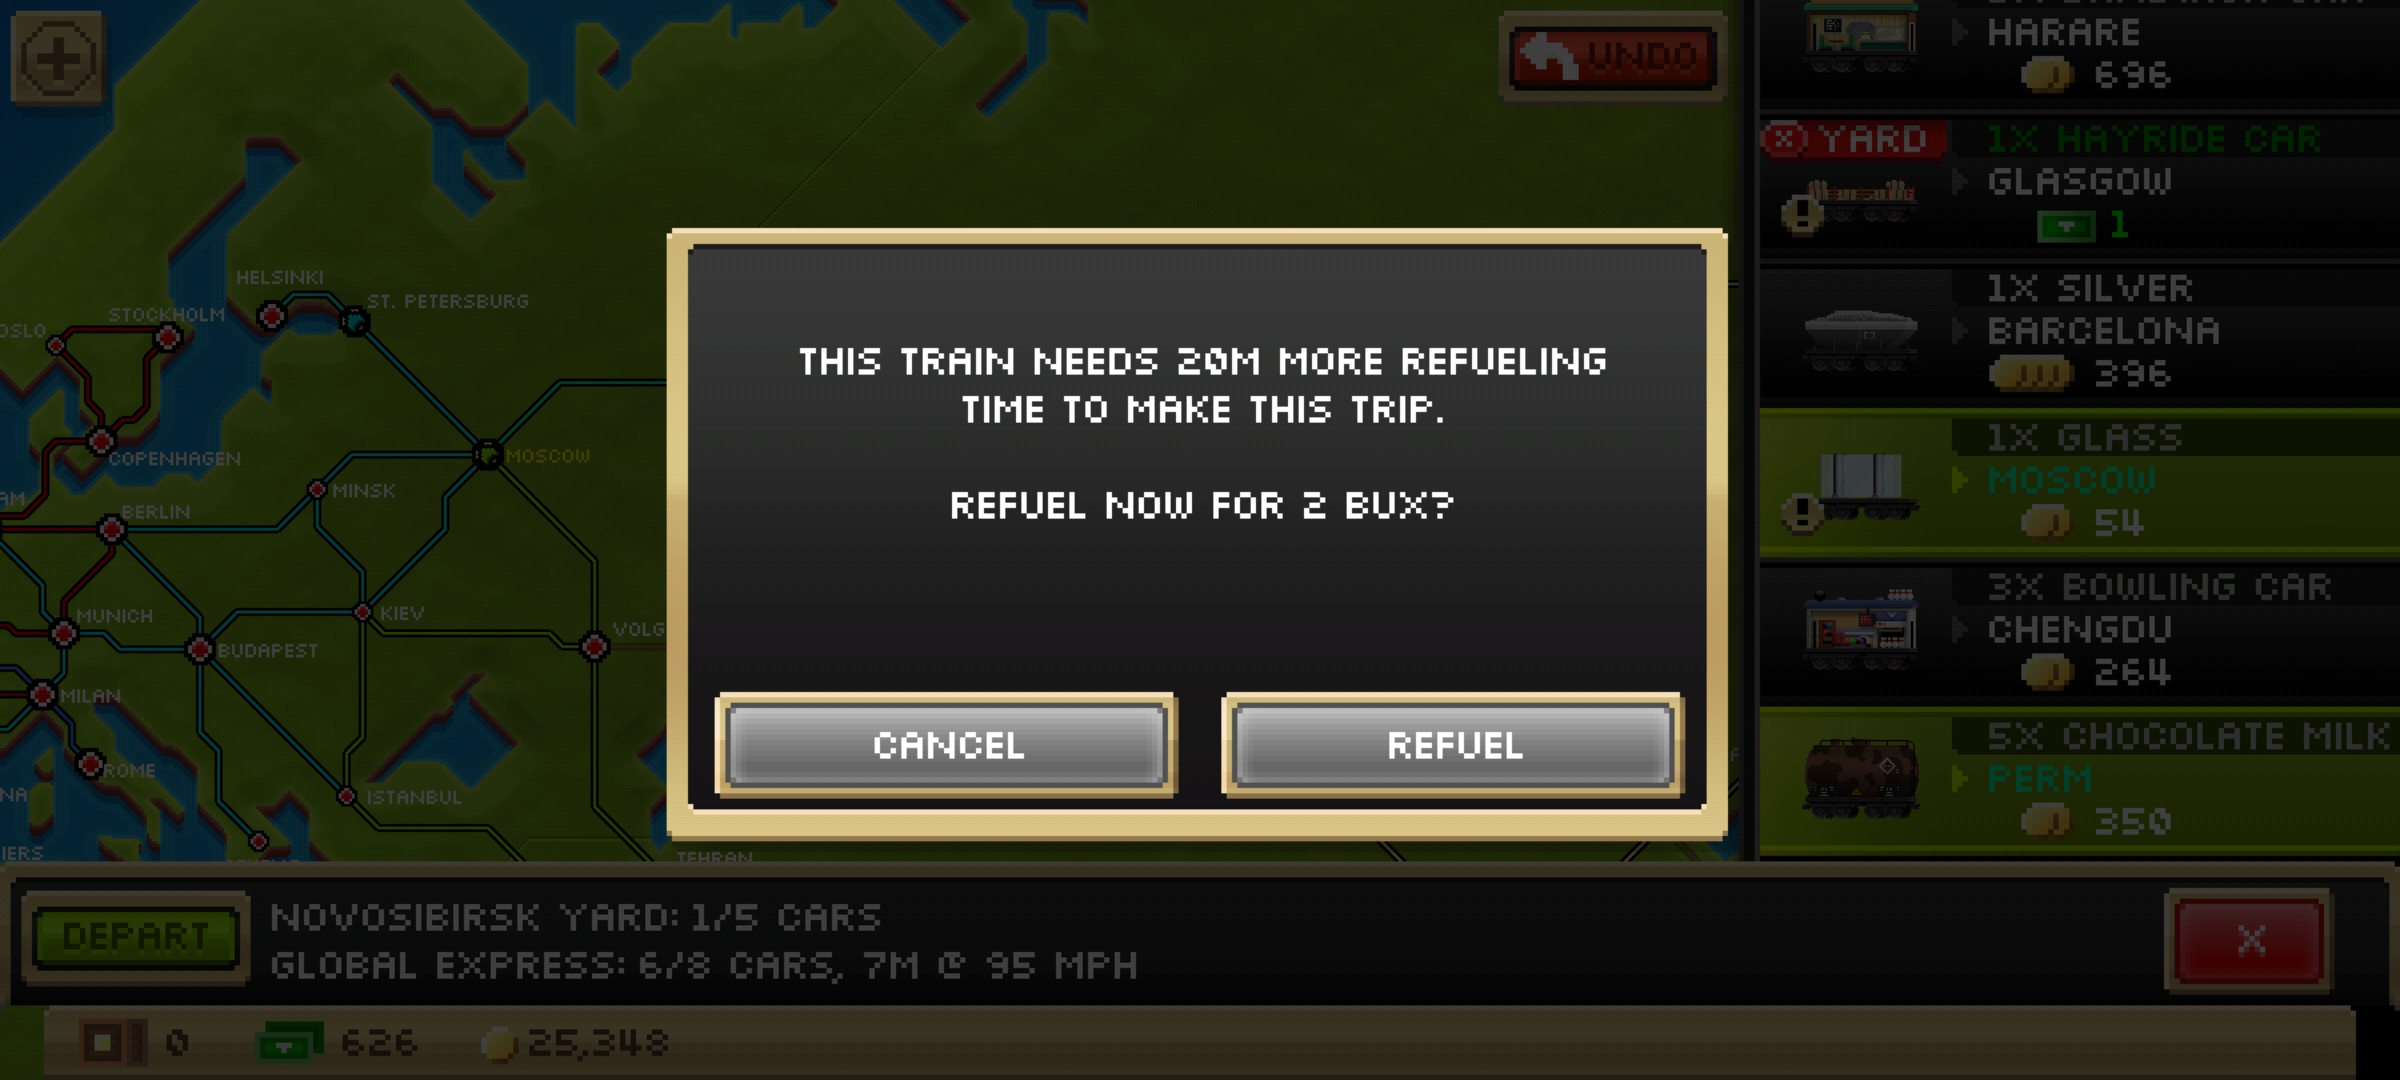 UNDO
HARARE
696
YARD
1X HAYRIDE CAR
GLASGOW
1
1X SILVER
BARCELONA
396
1X GLASS
MOSCOW
54
3X BOWLING CAR
CHENGDU
264
5X CHOCOLATE MILK
PERM
350
HELSINKI
ST. PETERSBURG
STOCKHOLM
OSLO
COPENHAGEN
MOSCOW
MINSK
BERLIN
MUNICH
KIEV
VOLG
BUDAPEST
MILAN
ROME
ISTANBUL
TEHRAN
THIS TRAIN NEEDS 20M MORE REFUELING
TIME TO MAKE THIS TRIP.
REFUEL NOW FOR 2 BUX?
CANCEL
REFUEL
DEPART
NOVOSIBIRSK YARD: 1/5 CARS
GLOBAL EXPRESS: 6/8 CARS, 7M @ 95 MPH
X
0
626
25,348